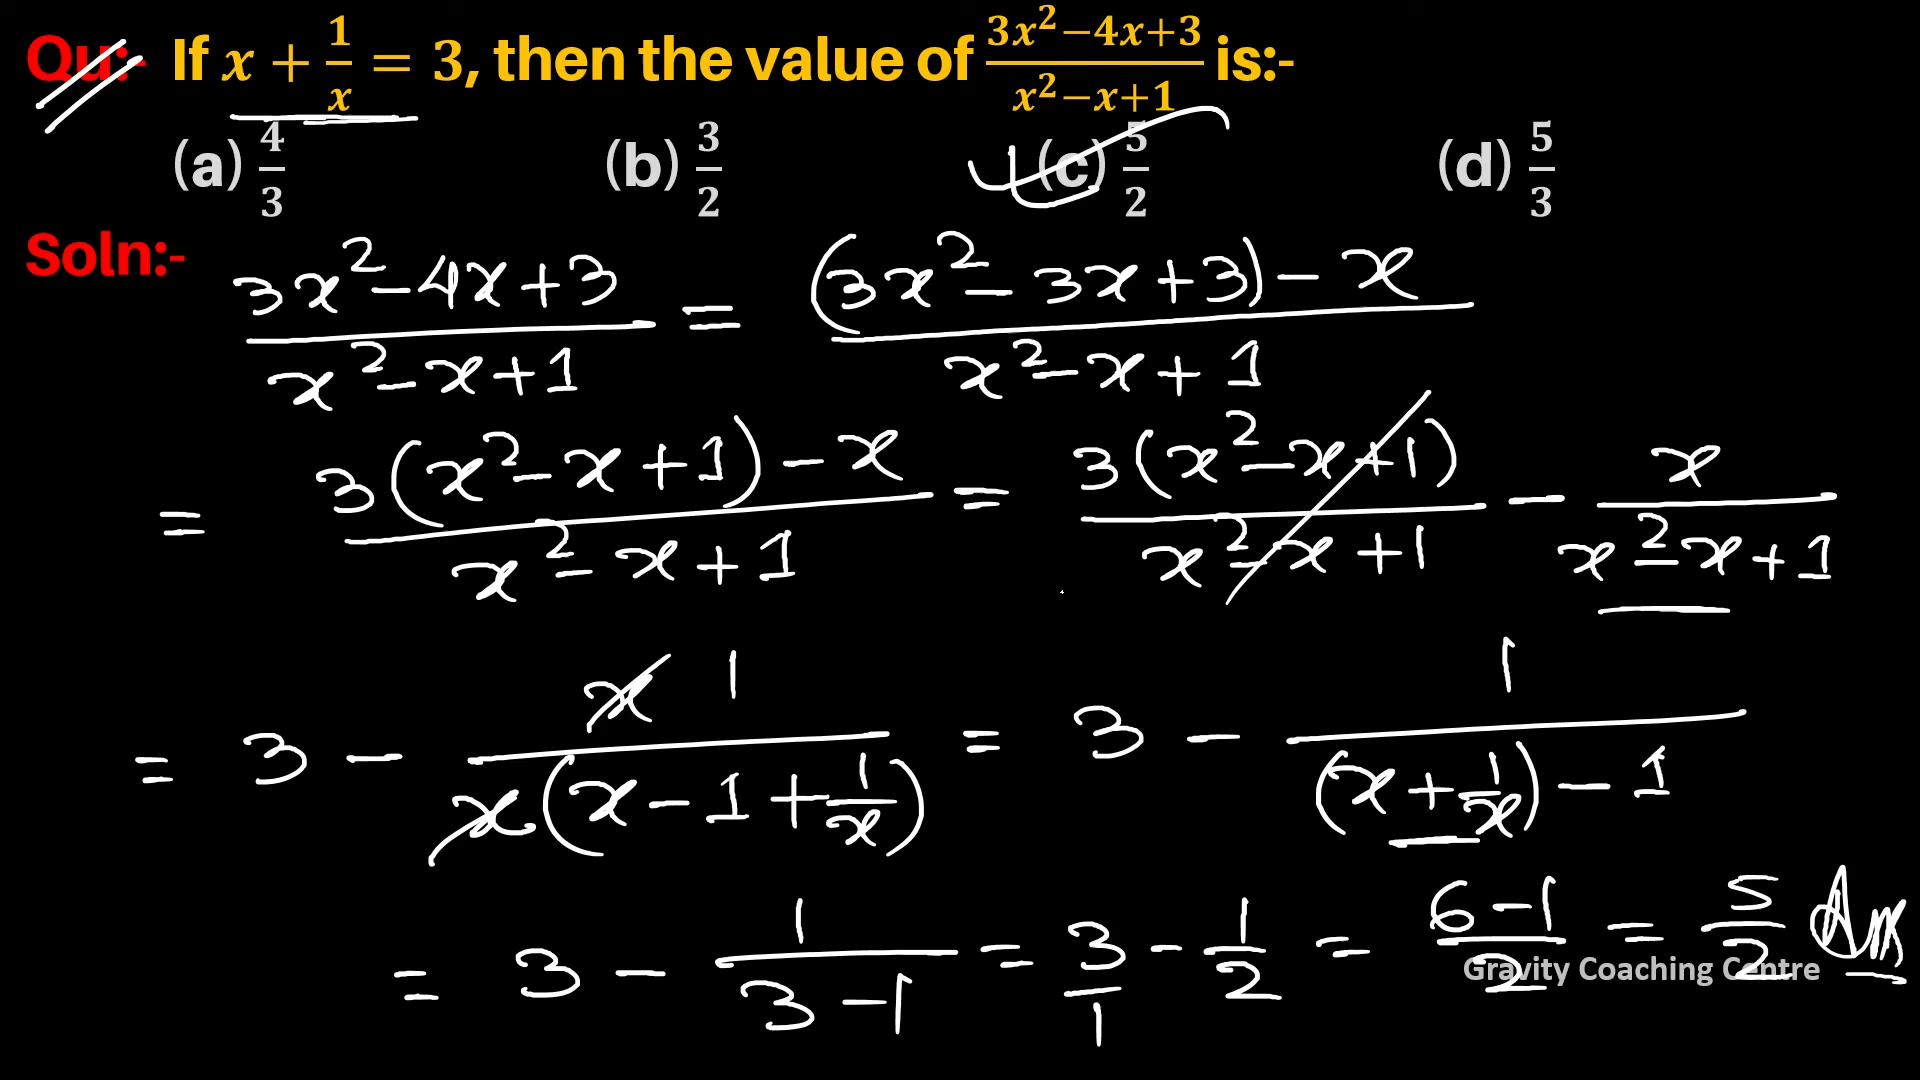 Qu:- If x + 1/x = 3, then the value of (3x² − 4x + 3)/(x² − x + 1) is:-
(a) 4/3 (b) 3/2 (c) 5/2 (d) 5/3
Soln:- (3x² − 4x + 3)/(x² − x + 1) = ((3x² − 3x + 3) − x)/(x² − x + 1)
= (3(x² − x + 1) − x)/(x² − x + 1) = 3(x² − x + 1)/(x² − x + 1) − x/(x² − x + 1)
= 3 − x 1/(x(x − 1 + 1/x)) = 3 − 1/((x + 1/x) − 1)
= 3 − 1/(3 − 1) = 3/1 − 1/2 = (6 − 1)/2 = 5/2 Ans
Gravity Coaching Centre